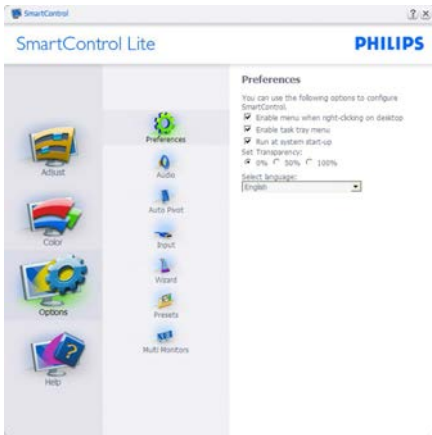 SmartControl
SmartControl Lite
PHILIPS
Adjust
Color
Options
Help
Preferences
Audio
Auto Pivot
Input
Wizard
Presets
Multi Monitors
Preferences
You can use the following options to configure
SmartControl.
Enable menu when right-clicking on desktop
Enable task tray menu
Run at system start-up
Set Transparency:
0% 50% 100%
Select language:
English